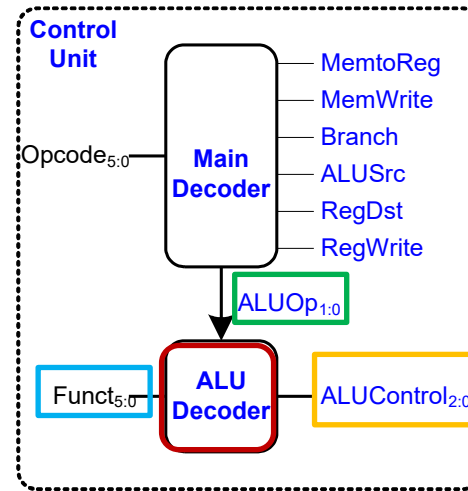 Control
Unit
MemtoReg
MemWrite
Branch
ALUSrc
RegDst
RegWrite
Opcode5:0
Main
Decoder
ALUOp1:0
Funct5:0
ALU
Decoder
ALUControl2:0